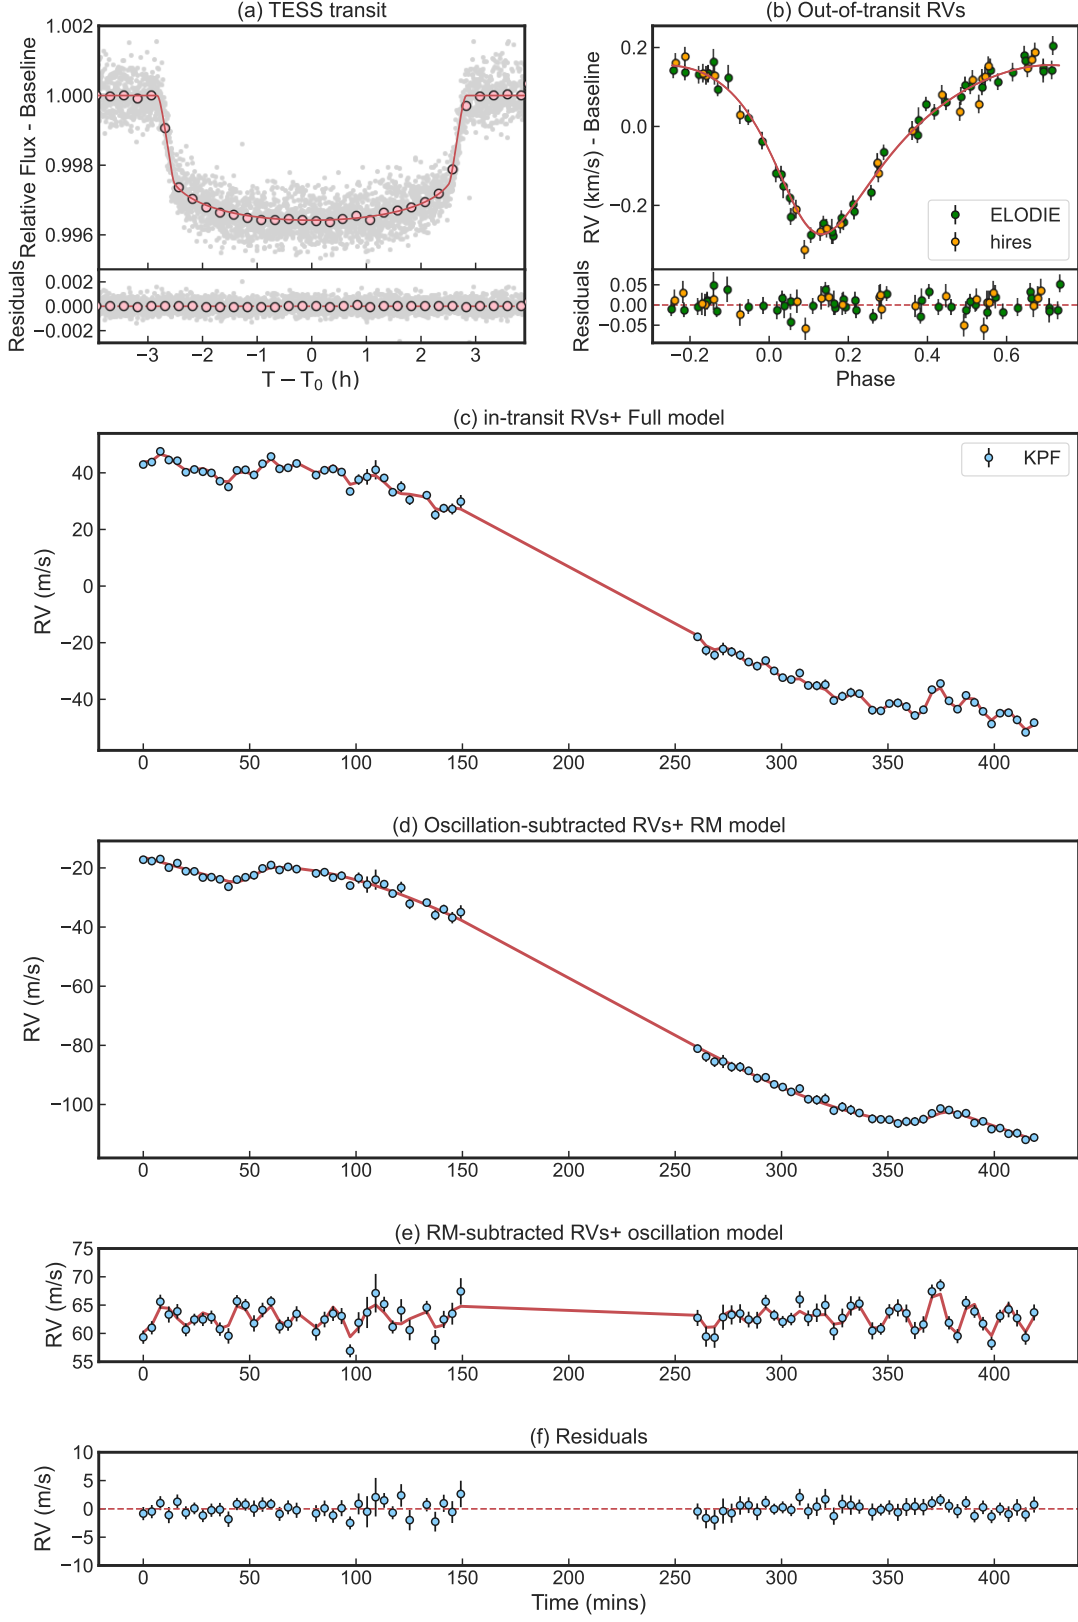 (a) TESS transit
1.002
1.000
0.998
0.996
Relative Flux - Baseline
0.002
0.000
−0.002
Residuals
−3 −2 −1 0 1 2 3
T − T0 (h)
(b) Out-of-transit RVs
0.2
0.0
−0.2
RV (km/s) - Baseline
ELODIE
hires
0.05
0.00
−0.05
Residuals
−0.2 0.0 0.2 0.4 0.6
Phase
(c) in-transit RVs+ Full model
40
20
0
−20
−40
RV (m/s)
KPF
0 50 100 150 200 250 300 350 400
(d) Oscillation-subtracted RVs+ RM model
−20
−40
−60
−80
−100
RV (m/s)
0 50 100 150 200 250 300 350 400
(e) RM-subtracted RVs+ oscillation model
75
70
65
60
55
RV (m/s)
0 50 100 150 200 250 300 350 400
(f) Residuals
10
5
0
−5
−10
RV (m/s)
0 50 100 150 200 250 300 350 400
Time (mins)